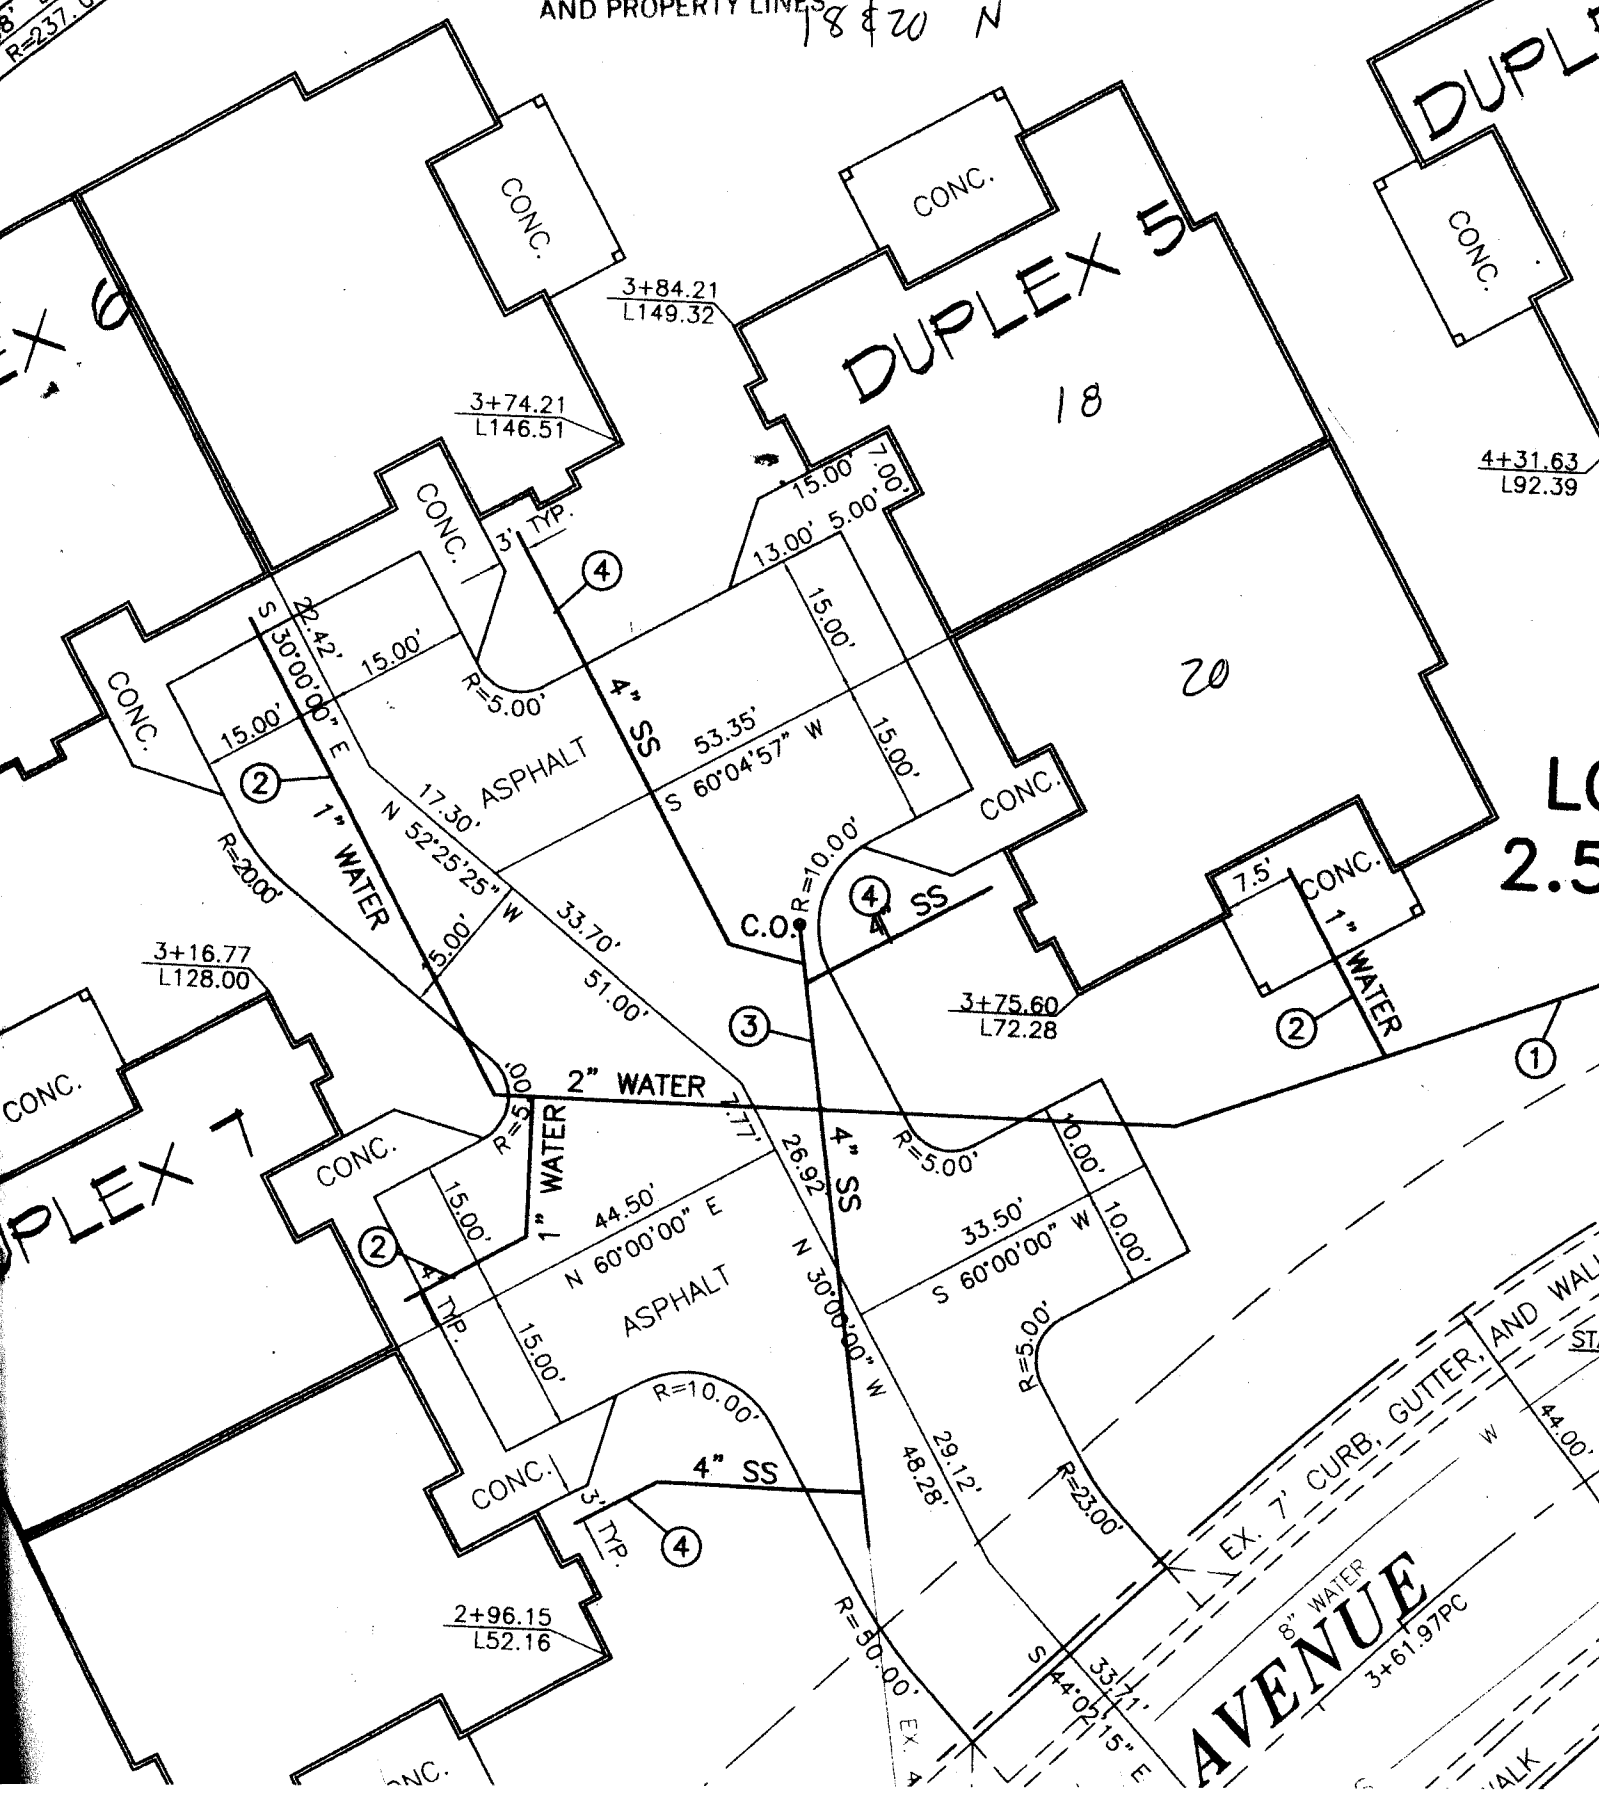 AND PROPERTY LINES
18 & 20 N
R=237.0
DUPLEX 5
18
20
CONC.
CONC.
CONC.
3+84.21
L149.32
3+74.21
L146.51
4+31.63
L92.39
EX 6
15.00'
7.00'
13.00' 5.00'
CONC.
3' TYP.
4
S 30°00'00" E
22.42'
15.00'
15.00'
15.00'
15.00'
R=5.00'
4" SS
53.35'
S 60°04'57" W
ASPHALT
CONC.
2
1" WATER
17.30'
N 52°25'25" W
R=20.00'
15.00'
33.70'
51.00'
C.O.
R=10.00'
4
4" SS
CONC.
CONC.
7.5'
1" WATER
2
1
LO
2.5
3+16.77
L128.00
3
3+75.60
L72.28
CONC.
PLEX 7
2" WATER
R=5.00
1" WATER
CONC.
7.77'
26.92'
4" SS
R=5.00'
10.00'
10.00'
33.50'
S 60°00'00" W
15.00'
44.50'
N 60°00'00" E
2
TYP.
15.00'
ASPHALT
N 30°00'00" W
R=5.00'
R=10.00'
29.12'
48.28'
R=23.00'
CONC.
3' TYP.
4" SS
4
2+96.15
L52.16
R=50.00'
EX. 4
33.71'
S 44°02'15" E
EX. 7' CURB, GUTTER, AND WAL
W
44.00'
8" WATER
AVENUE
3+61.97PC
ONC.